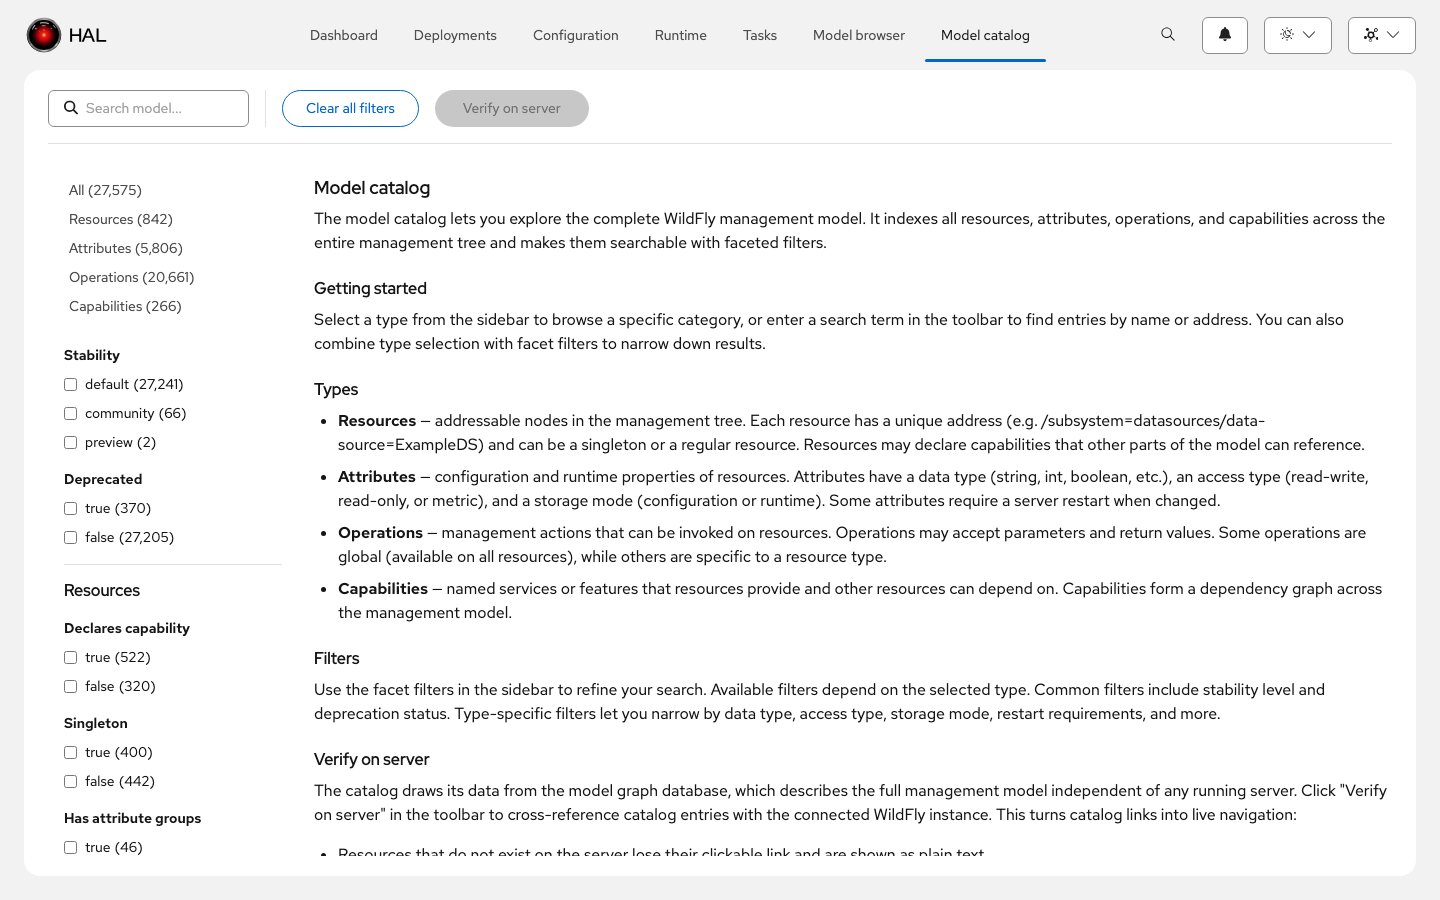 HAL
Dashboard
Deployments
Configuration
Runtime
Tasks
Model browser
Model catalog
Search model...
Clear all filters
Verify on server
All (27,575)
Resources (842)
Attributes (5,806)
Operations (20,661)
Capabilities (266)
Stability
default (27,241)
community (66)
preview (2)
Deprecated
true (370)
false (27,205)
Resources
Declares capability
true (522)
false (320)
Singleton
true (400)
false (442)
Has attribute groups
true (46)
Model catalog
The model catalog lets you explore the complete WildFly management model. It indexes all resources, attributes, operations, and capabilities across the
entire management tree and makes them searchable with faceted filters.
Getting started
Select a type from the sidebar to browse a specific category, or enter a search term in the toolbar to find entries by name or address. You can also
combine type selection with facet filters to narrow down results.
Types
• Resources – addressable nodes in the management tree. Each resource has a unique address (e.g. /subsystem=datasources/data-
source=ExampleDS) and can be a singleton or a regular resource. Resources may declare capabilities that other parts of the model can reference.
• Attributes – configuration and runtime properties of resources. Attributes have a data type (string, int, boolean, etc.), an access type (read-write,
read-only, or metric), and a storage mode (configuration or runtime). Some attributes require a server restart when changed.
• Operations – management actions that can be invoked on resources. Operations may accept parameters and return values. Some operations are
global (available on all resources), while others are specific to a resource type.
• Capabilities – named services or features that resources provide and other resources can depend on. Capabilities form a dependency graph across
the management model.
Filters
Use the facet filters in the sidebar to refine your search. Available filters depend on the selected type. Common filters include stability level and
deprecation status. Type-specific filters let you narrow by data type, access type, storage mode, restart requirements, and more.
Verify on server
The catalog draws its data from the model graph database, which describes the full management model independent of any running server. Click "Verify
on server" in the toolbar to cross-reference catalog entries with the connected WildFly instance. This turns catalog links into live navigation:
• Resources that do not exist on the server lose their clickable link and are shown as plain text.